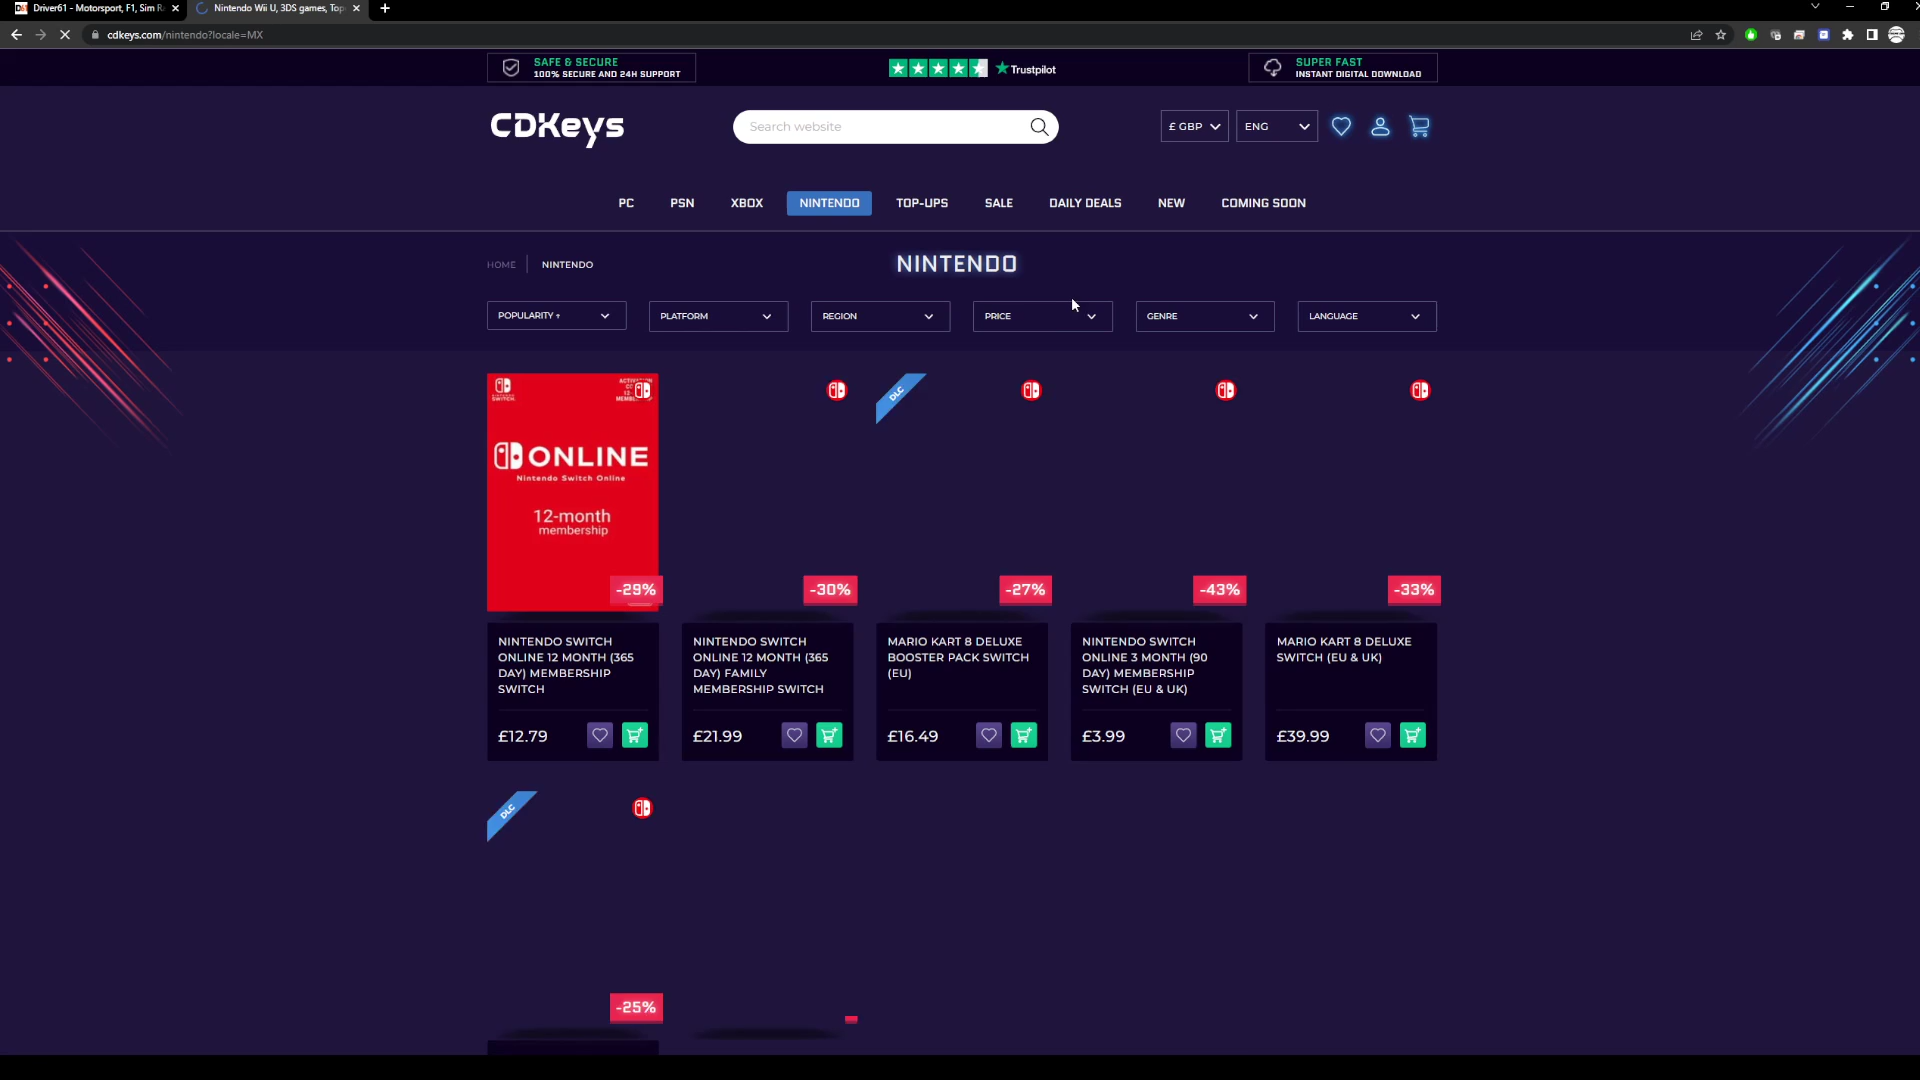 Driver61 - Motorsport, F1, Sim R
Nintendo Wii U, 3DS games, Top
cdkeys.com/nintendo?locale=MX
SAFE & SECURE
100% SECURE AND 24H SUPPORT
Trustpilot
SUPER FAST
INSTANT DIGITAL DOWNLOAD
CDKeys
Search website
£ GBP
ENG
PC
PSN
XBOX
NINTENDO
TOP-UPS
SALE
DAILY DEALS
NEW
COMING SOON
HOME
NINTENDO
NINTENDO
POPULARITY
PLATFORM
REGION
PRICE
GENRE
LANGUAGE
ONLINE
Nintendo Switch Online
12-month
membership
-29%
DLC
-30%
-27%
-43%
-33%
NINTENDO SWITCH
ONLINE 12 MONTH (365
DAY) MEMBERSHIP
SWITCH
£12.79
NINTENDO SWITCH
ONLINE 12 MONTH (365
DAY) FAMILY
MEMBERSHIP SWITCH
£21.99
MARIO KART 8 DELUXE
BOOSTER PACK SWITCH
(EU)
£16.49
NINTENDO SWITCH
ONLINE 3 MONTH (90
DAY) MEMBERSHIP
SWITCH (EU & UK)
£3.99
MARIO KART 8 DELUXE
SWITCH (EU & UK)
£39.99
DLC
-25%